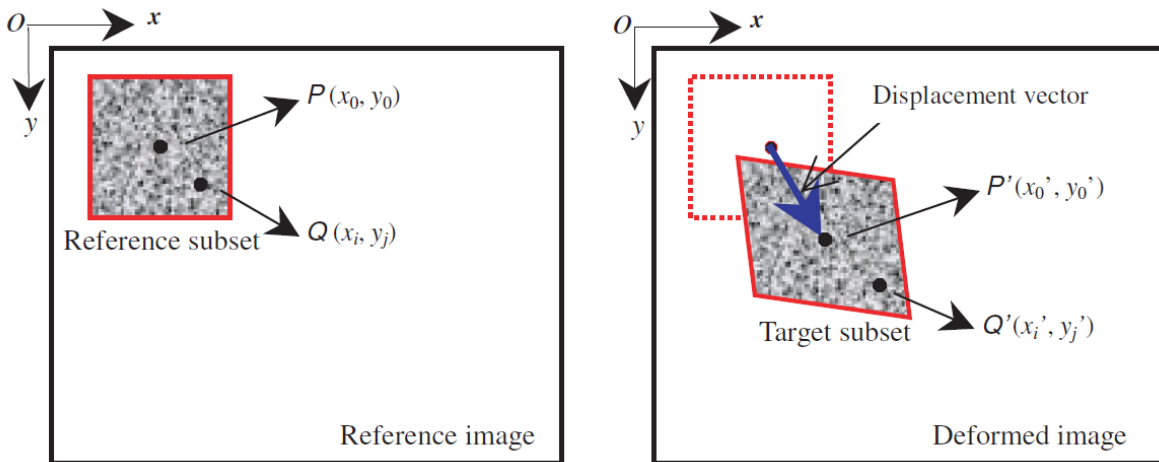 O x
y
P (x₀, y₀)
Q (xᵢ, yⱼ)
Reference subset
Reference image
O x
y
Displacement vector
P’(x₀’, y₀’)
Q’(xᵢ’, yⱼ’)
Target subset
Deformed image